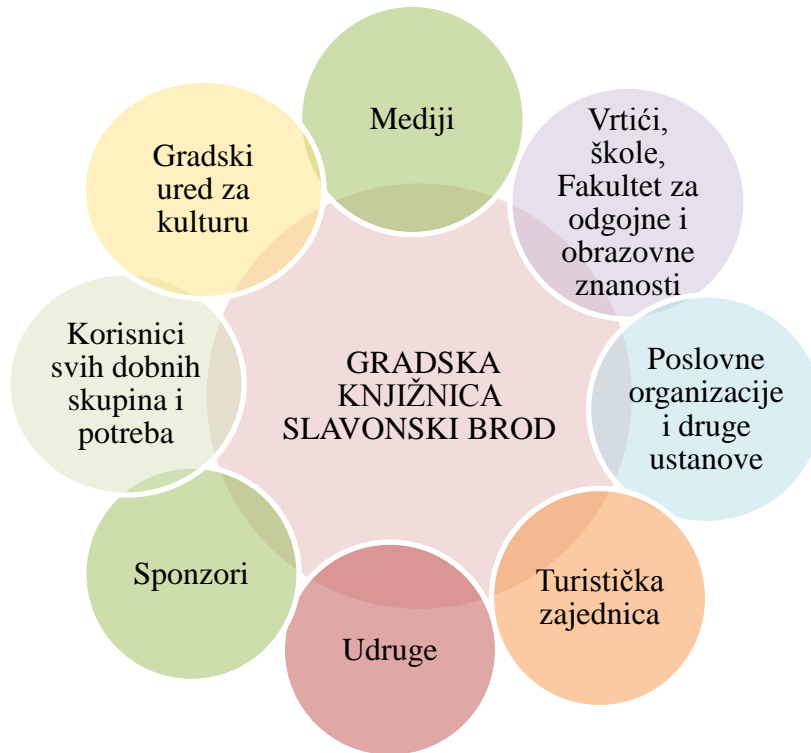 Mediji
Vrtići,
škole,
Fakultet za
odgojne i
obrazovne
znanosti
Gradski
ured za
kulturu
Korisnici
svih dobnih
skupina i
potreba
GRADSKA
KNJIŽNICA
SLAVONSKI BROD
Poslovne
organizacije
i druge
ustanove
Sponzori
Turistička
zajednica
Udruge